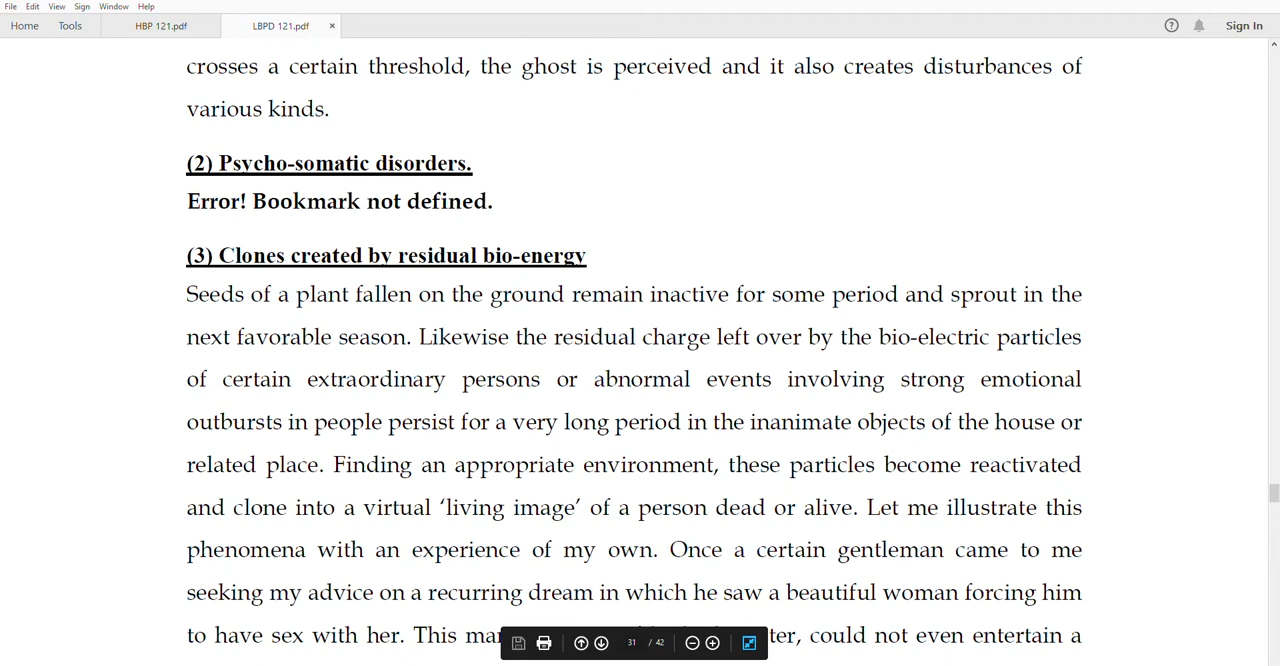 File Edit View Sign Window Help
Home Tools HBP 121.pdf LBPD 121.pdf × ? Sign In
crosses a certain threshold, the ghost is perceived and it also creates disturbances of
various kinds.
(2) Psycho-somatic disorders.
Error! Bookmark not defined.
(3) Clones created by residual bio-energy
Seeds of a plant fallen on the ground remain inactive for some period and sprout in the
next favorable season. Likewise the residual charge left over by the bio-electric particles
of certain extraordinary persons or abnormal events involving strong emotional
outbursts in people persist for a very long period in the inanimate objects of the house or
related place. Finding an appropriate environment, these particles become reactivated
and clone into a virtual ‘living image’ of a person dead or alive. Let me illustrate this
phenomena with an experience of my own. Once a certain gentleman came to me
seeking my advice on a recurring dream in which he saw a beautiful woman forcing him
to have sex with her. This could not even entertain a
31 / 42